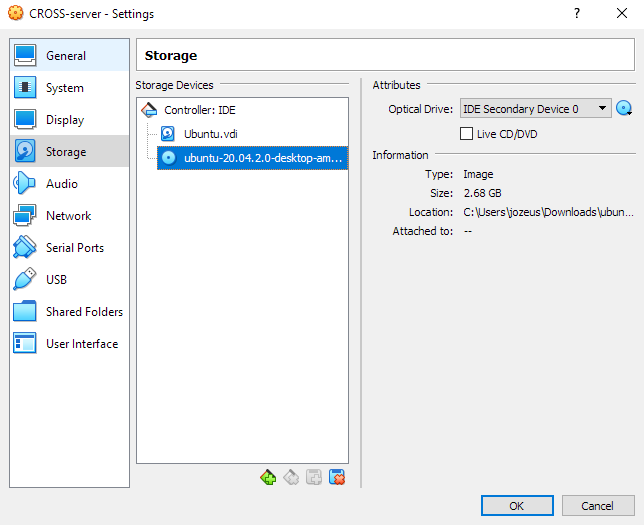 CROSS-server - Settings
?
General
System
Display
Storage
Audio
Network
Serial Ports
USB
Shared Folders
User Interface
Storage
Storage Devices
Controller: IDE
Ubuntu.vdi
ubuntu-20.04.2.0-desktop-am...
Attributes
Optical Drive: IDE Secondary Device 0
Live CD/DVD
Information
Type: Image
Size: 2.68 GB
Location: C:\Users\jozeus\Downloads\ubun...
Attached to: --
OK
Cancel